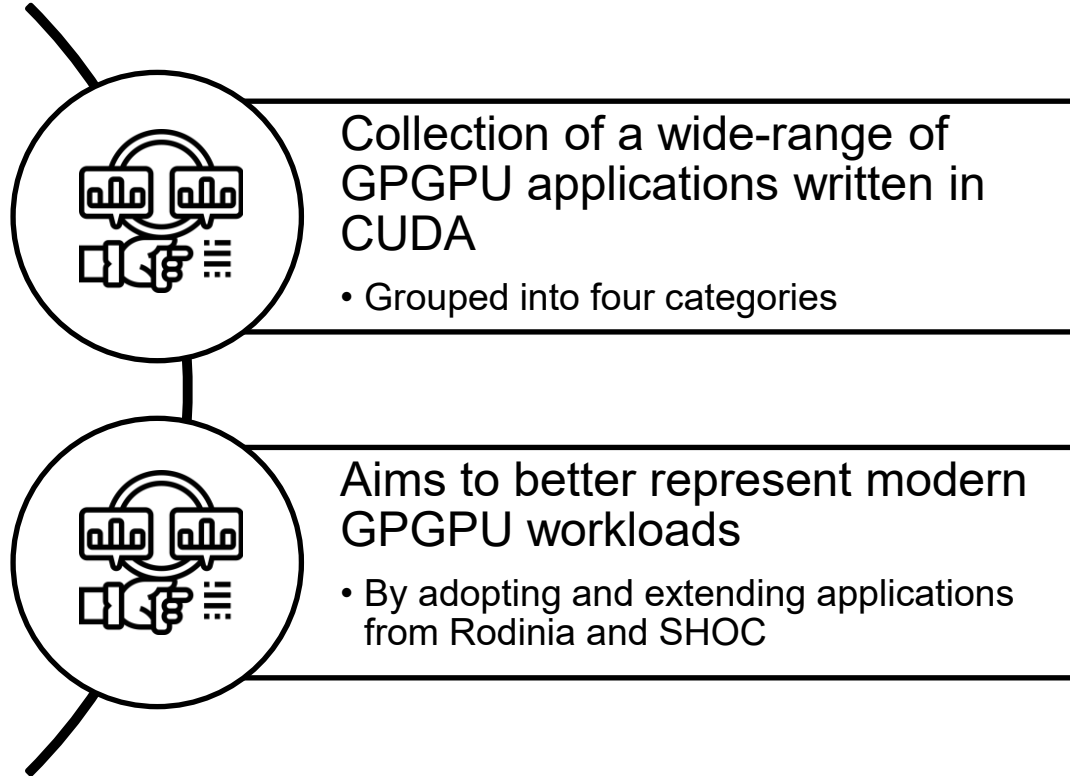 Collection of a wide-range of
GPGPU applications written in
CUDA
• Grouped into four categories
Aims to better represent modern
GPGPU workloads
• By adopting and extending applications
from Rodinia and SHOC